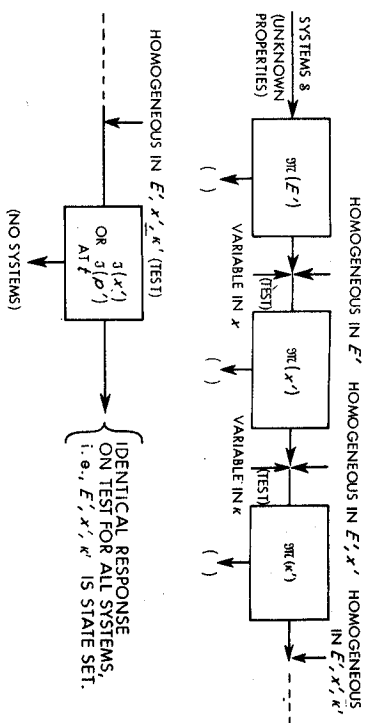 SYSTEMS 8
(UNKNOWN
PROPERTIES)
𝔐(E′)
( )
HOMOGENEOUS IN E′
(TEST)
VARIABLE IN x
𝔐(x′)
( )
HOMOGENEOUS IN E′, x′
(TEST)
VARIABLE IN κ
𝔐(κ′)
( )
HOMOGENEOUS
IN E′, x′, κ′
HOMOGENEOUS IN E′, x′, κ′ (TEST)
ℐ(x′)
OR
ℐ(p′)
AT t
(NO SYSTEMS)
IDENTICAL RESPONSE
ON TEST FOR ALL SYSTEMS,
i.e., E′, x′, κ′ IS STATE SET.